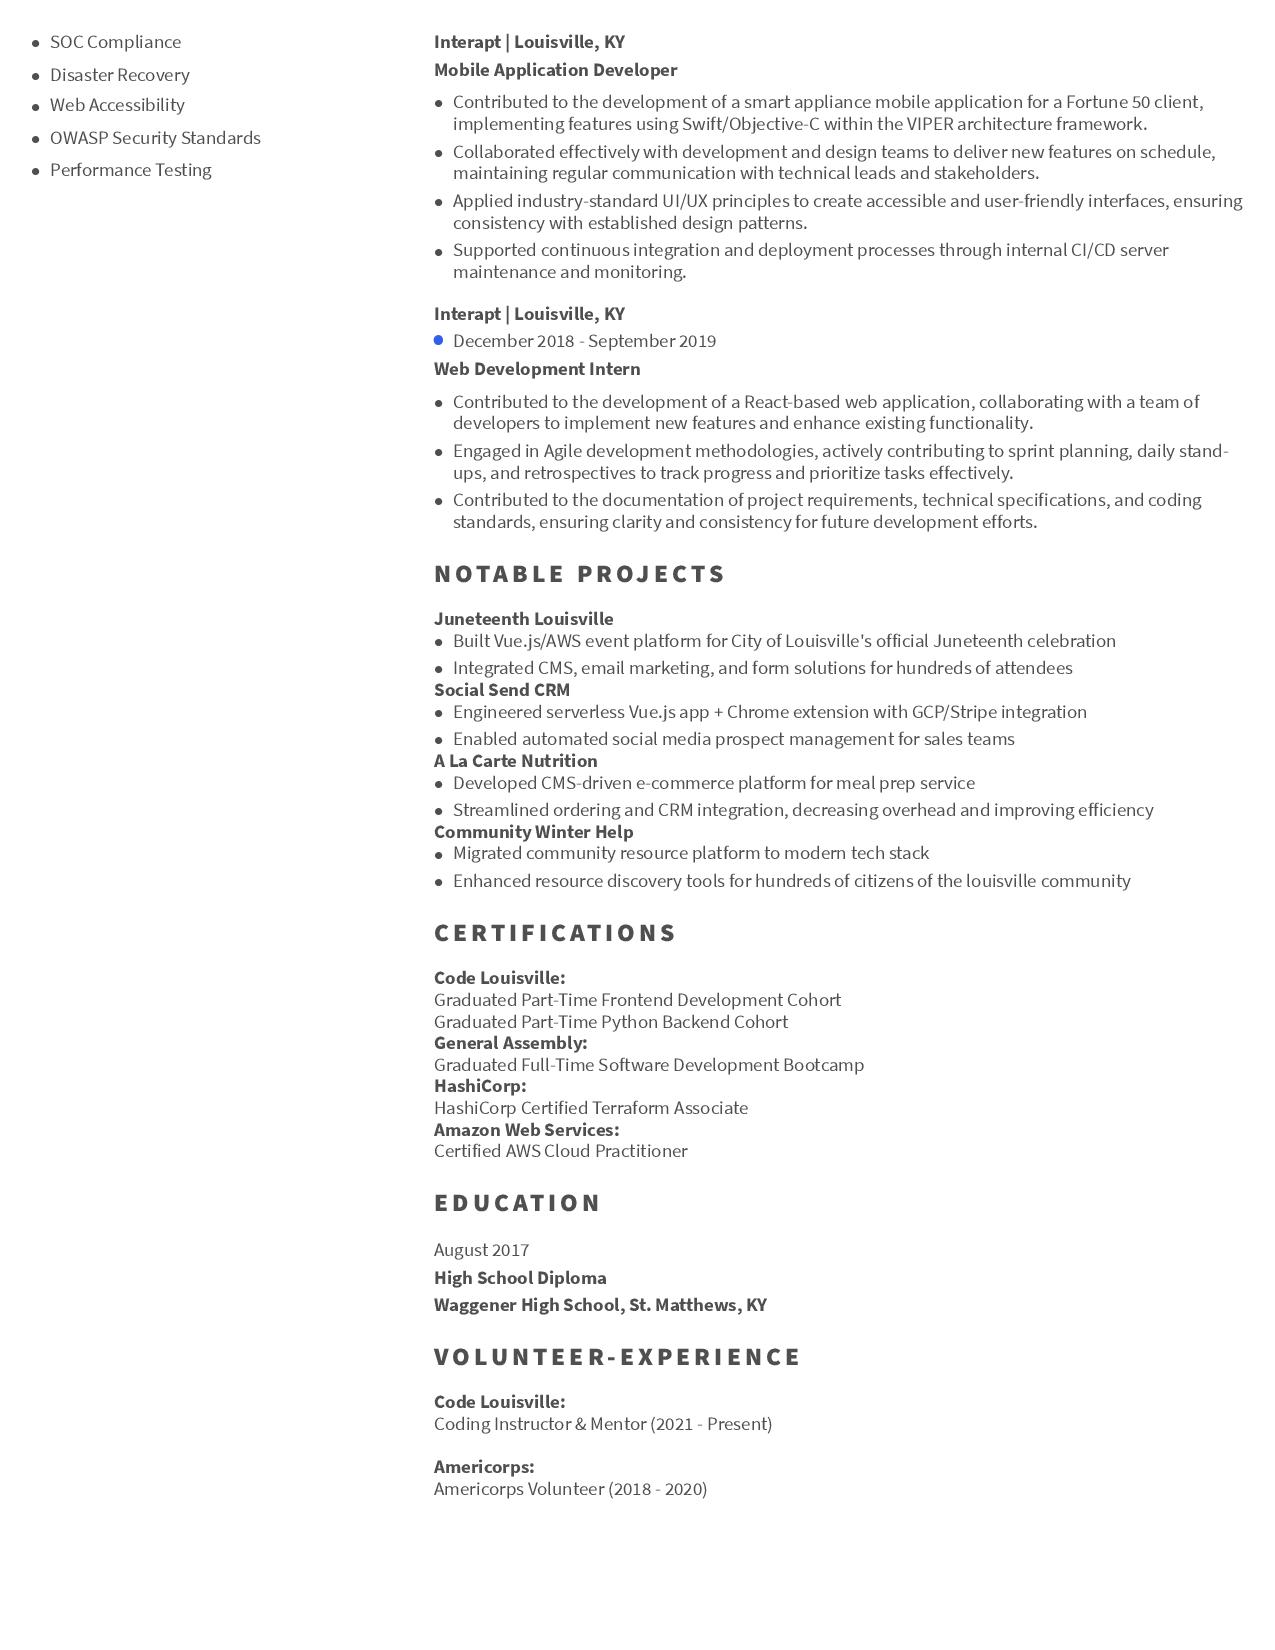 • SOC Compliance
• Disaster Recovery
• Web Accessibility
• OWASP Security Standards
• Performance Testing
Interapt | Louisville, KY
Mobile Application Developer
• Contributed to the development of a smart appliance mobile application for a Fortune 50 client,
implementing features using Swift/Objective-C within the VIPER architecture framework.
• Collaborated effectively with development and design teams to deliver new features on schedule,
maintaining regular communication with technical leads and stakeholders.
• Applied industry-standard UI/UX principles to create accessible and user-friendly interfaces, ensuring
consistency with established design patterns.
• Supported continuous integration and deployment processes through internal CI/CD server
maintenance and monitoring.
Interapt | Louisville, KY
• December 2018 - September 2019
Web Development Intern
• Contributed to the development of a React-based web application, collaborating with a team of
developers to implement new features and enhance existing functionality.
• Engaged in Agile development methodologies, actively contributing to sprint planning, daily stand-
ups, and retrospectives to track progress and prioritize tasks effectively.
• Contributed to the documentation of project requirements, technical specifications, and coding
standards, ensuring clarity and consistency for future development efforts.
NOTABLE PROJECTS
Juneteenth Louisville
• Built Vue.js/AWS event platform for City of Louisville's official Juneteenth celebration
• Integrated CMS, email marketing, and form solutions for hundreds of attendees
Social Send CRM
• Engineered serverless Vue.js app + Chrome extension with GCP/Stripe integration
• Enabled automated social media prospect management for sales teams
A La Carte Nutrition
• Developed CMS-driven e-commerce platform for meal prep service
• Streamlined ordering and CRM integration, decreasing overhead and improving efficiency
Community Winter Help
• Migrated community resource platform to modern tech stack
• Enhanced resource discovery tools for hundreds of citizens of the louisville community
CERTIFICATIONS
Code Louisville:
Graduated Part-Time Frontend Development Cohort
Graduated Part-Time Python Backend Cohort
General Assembly:
Graduated Full-Time Software Development Bootcamp
HashiCorp:
HashiCorp Certified Terraform Associate
Amazon Web Services:
Certified AWS Cloud Practitioner
EDUCATION
August 2017
High School Diploma
Waggener High School, St. Matthews, KY
VOLUNTEER-EXPERIENCE
Code Louisville:
Coding Instructor & Mentor (2021 - Present)
Americorps:
Americorps Volunteer (2018 - 2020)